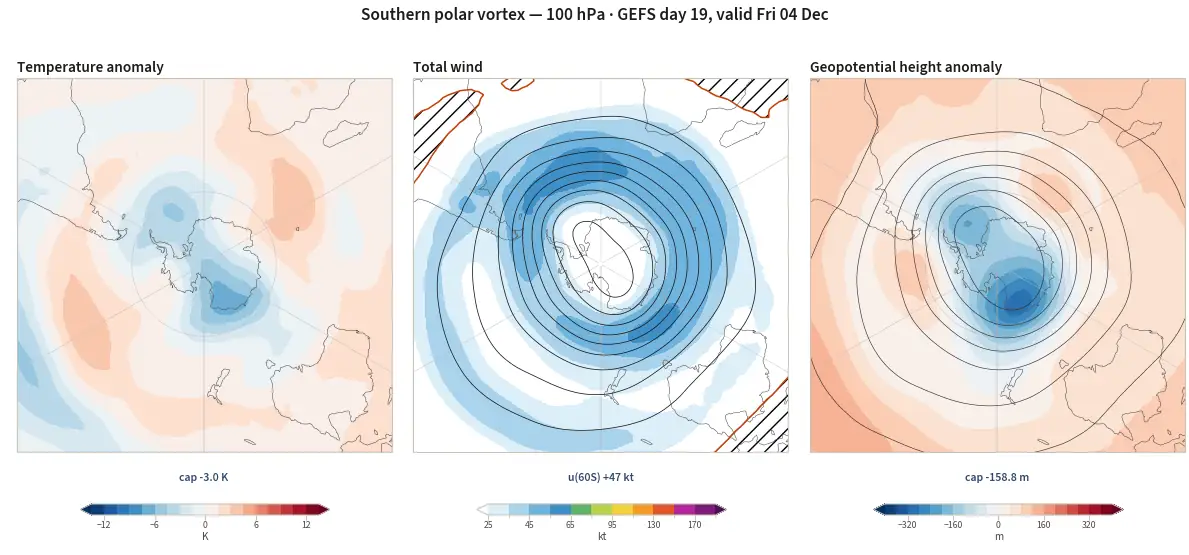 Southern polar vortex — 100 hPa · GEFS day 19, valid Fri 04 Dec
Temperature anomaly
Total wind
Geopotential height anomaly
cap -3.0 K
u(60S) +47 kt
cap -158.8 m
−12 −6 0 6 12
K
25 45 65 95 130 170
kt
−320 −160 0 160 320
m